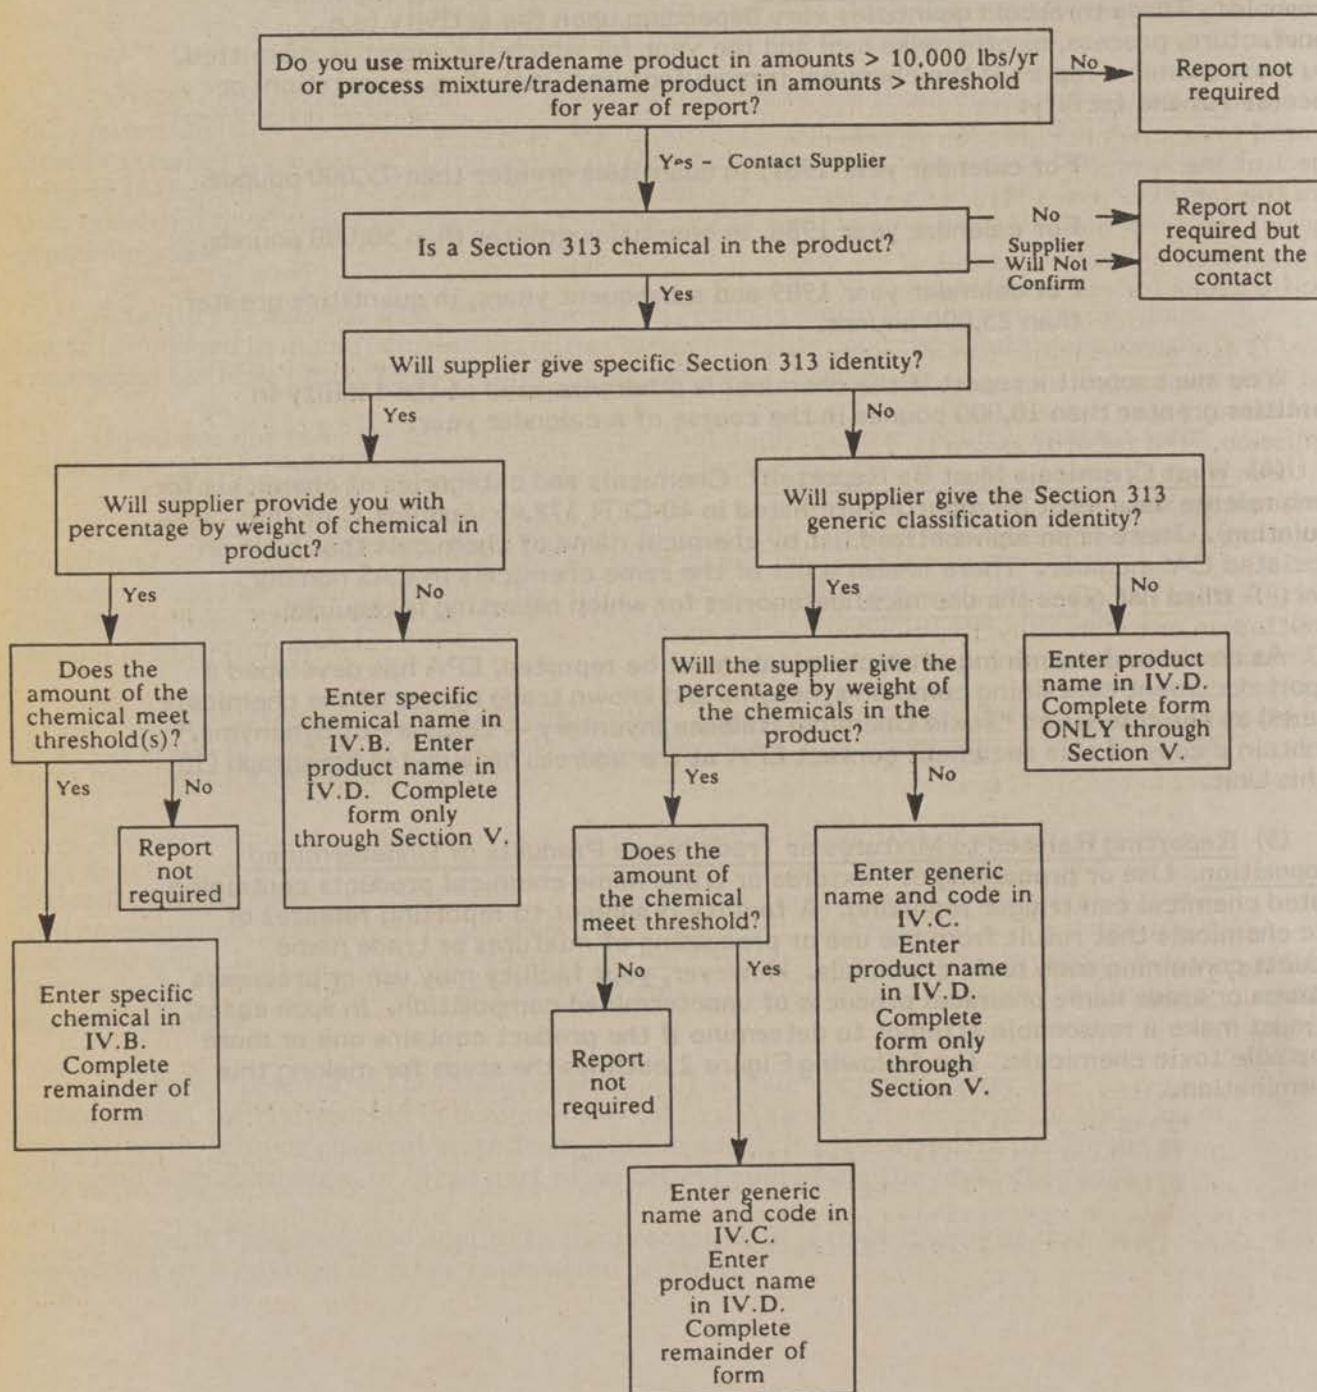 Do you use mixture/tradename product in amounts > 10,000 lbs/yr
or process mixture/tradename product in amounts > threshold
for year of report?
No
Report not
required
Yes - Contact Supplier
Is a Section 313 chemical in the product?
No
Supplier
Will Not
Confirm
Report not
required but
document the
contact
Yes
Will supplier give specific Section 313 identity?
Yes
No
Will supplier provide you with
percentage by weight of chemical in
product?
Will supplier give the Section 313
generic classification identity?
Yes
No
Yes
No
Does the
amount of the
chemical meet
threshold(s)?
Enter specific
chemical name in
IV.B. Enter
product name in
IV.D. Complete
form only
through Section V.
Will the supplier give the
percentage by weight of
the chemicals in the
product?
Enter product
name in IV.D.
Complete form
ONLY through
Section V.
Yes
No
Yes
No
Report
not
required
Does the
amount of
the chemical
meet threshold?
Enter generic
name and code in
IV.C.
Enter
product name
in IV.D.
Complete
form only
through
Section V.
Enter specific
chemical in
IV.B.
Complete
remainder of
form
No
Yes
Report
not
required
Enter generic
name and code in
IV.C.
Enter
product name
in IV.D.
Complete
remainder of
form